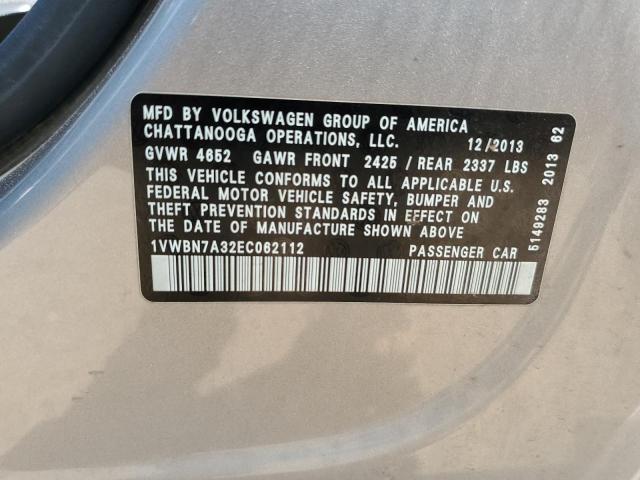 MFD BY VOLKSWAGEN GROUP OF AMERICA
CHATTANOOGA OPERATIONS, LLC. 12/2013
GVWR 4652 GAWR FRONT 2425 / REAR 2337 LBS
THIS VEHICLE CONFORMS TO ALL APPLICABLE U.S.
FEDERAL MOTOR VEHICLE SAFETY, BUMPER AND
THEFT PREVENTION STANDARDS IN EFFECT ON
THE DATE OF MANUFACTURE SHOWN ABOVE
1VWBN7A32EC062112 PASSENGER CAR
5149283 2013 62